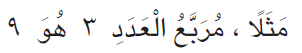 مَثَلًا ، مُرَبَّعُ الْعَدَدِ ٣ هُوَ ٩